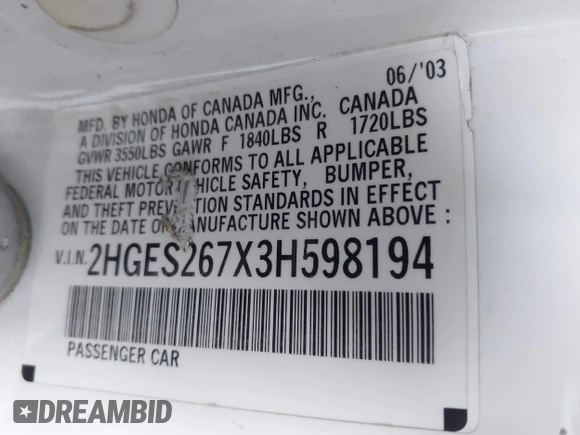 06/'03
MFD. BY HONDA OF CANADA MFG.,
A DIVISION OF HONDA CANADA INC. CANADA
GVWR 3550LBS GAWR F 1840LBS R 1720LBS
THIS VEHICLE CONFORMS TO ALL APPLICABLE
FEDERAL MOTOR VEHICLE SAFETY, BUMPER,
AND THEFT PREVENTION STANDARDS IN EFFECT
ON THE DATE OF MANUFACTURE SHOWN ABOVE :
V.I.N. 2HGES267X3H598194
PASSENGER CAR
DREAMBID